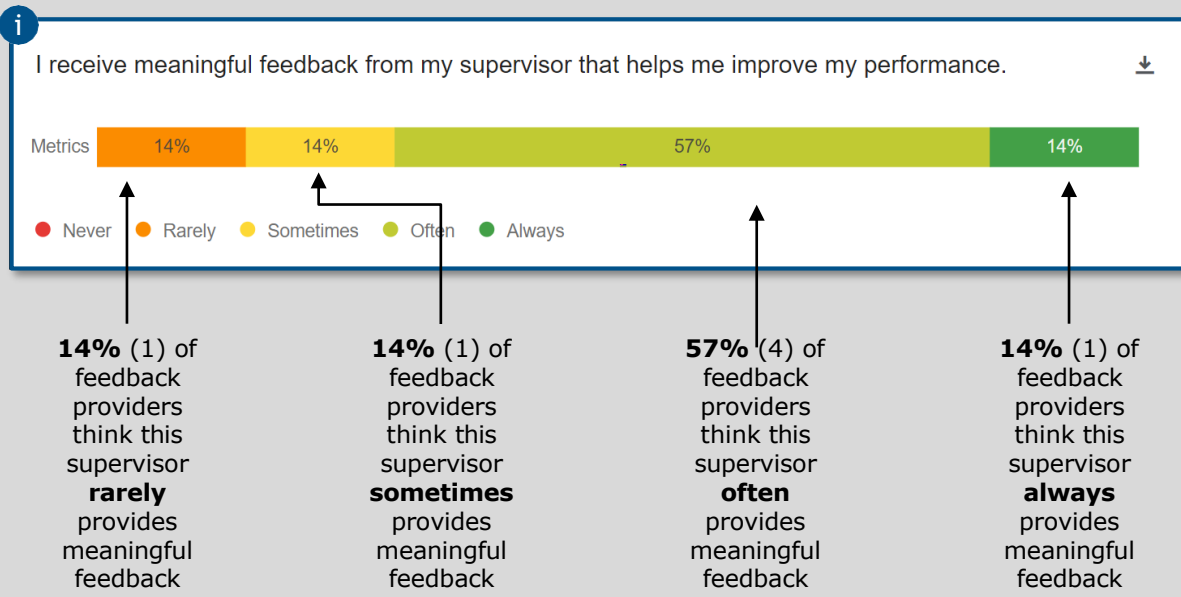 i
I receive meaningful feedback from my supervisor that helps me improve my performance.
Metrics 14% 14% 57% 14%
Never Rarely Sometimes Often Always
14% (1) of
feedback
providers
think this
supervisor
rarely
provides
meaningful
feedback
14% (1) of
feedback
providers
think this
supervisor
sometimes
provides
meaningful
feedback
57% (4) of
feedback
providers
think this
supervisor
often
provides
meaningful
feedback
14% (1) of
feedback
providers
think this
supervisor
always
provides
meaningful
feedback